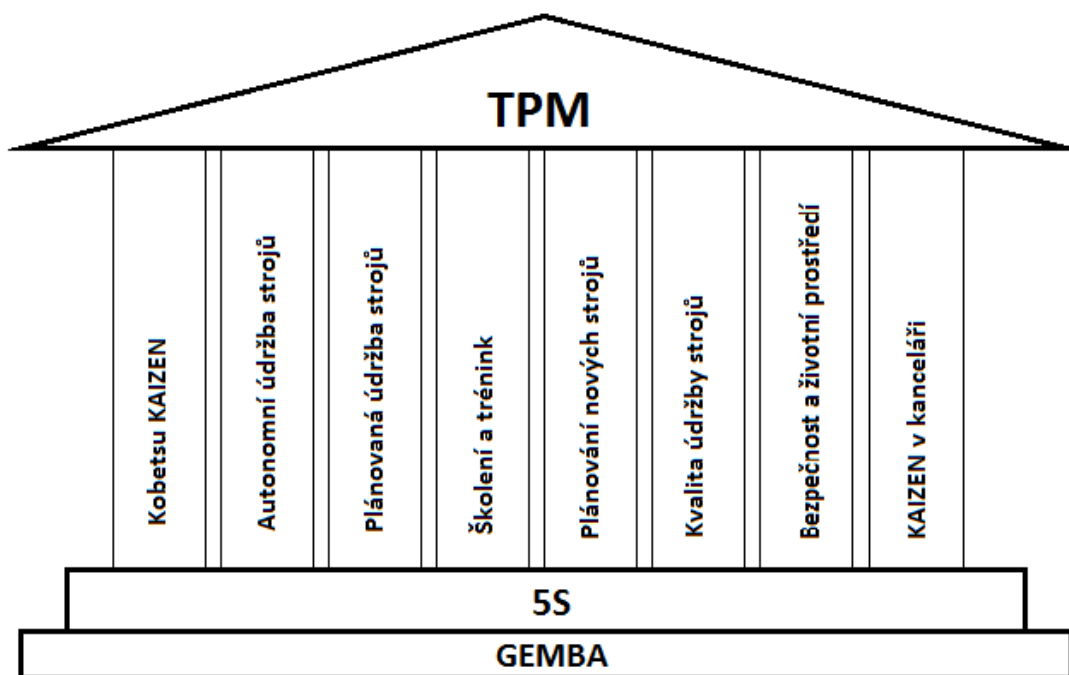 TPM
Kobetsu KAIZEN
Autonomní údržba strojů
Plánovaná údržba strojů
Školení a trénink
Plánování nových strojů
Kvalita údržby strojů
Bezpečnost a životní prostředí
KAIZEN v kanceláři
5S
GEMBA